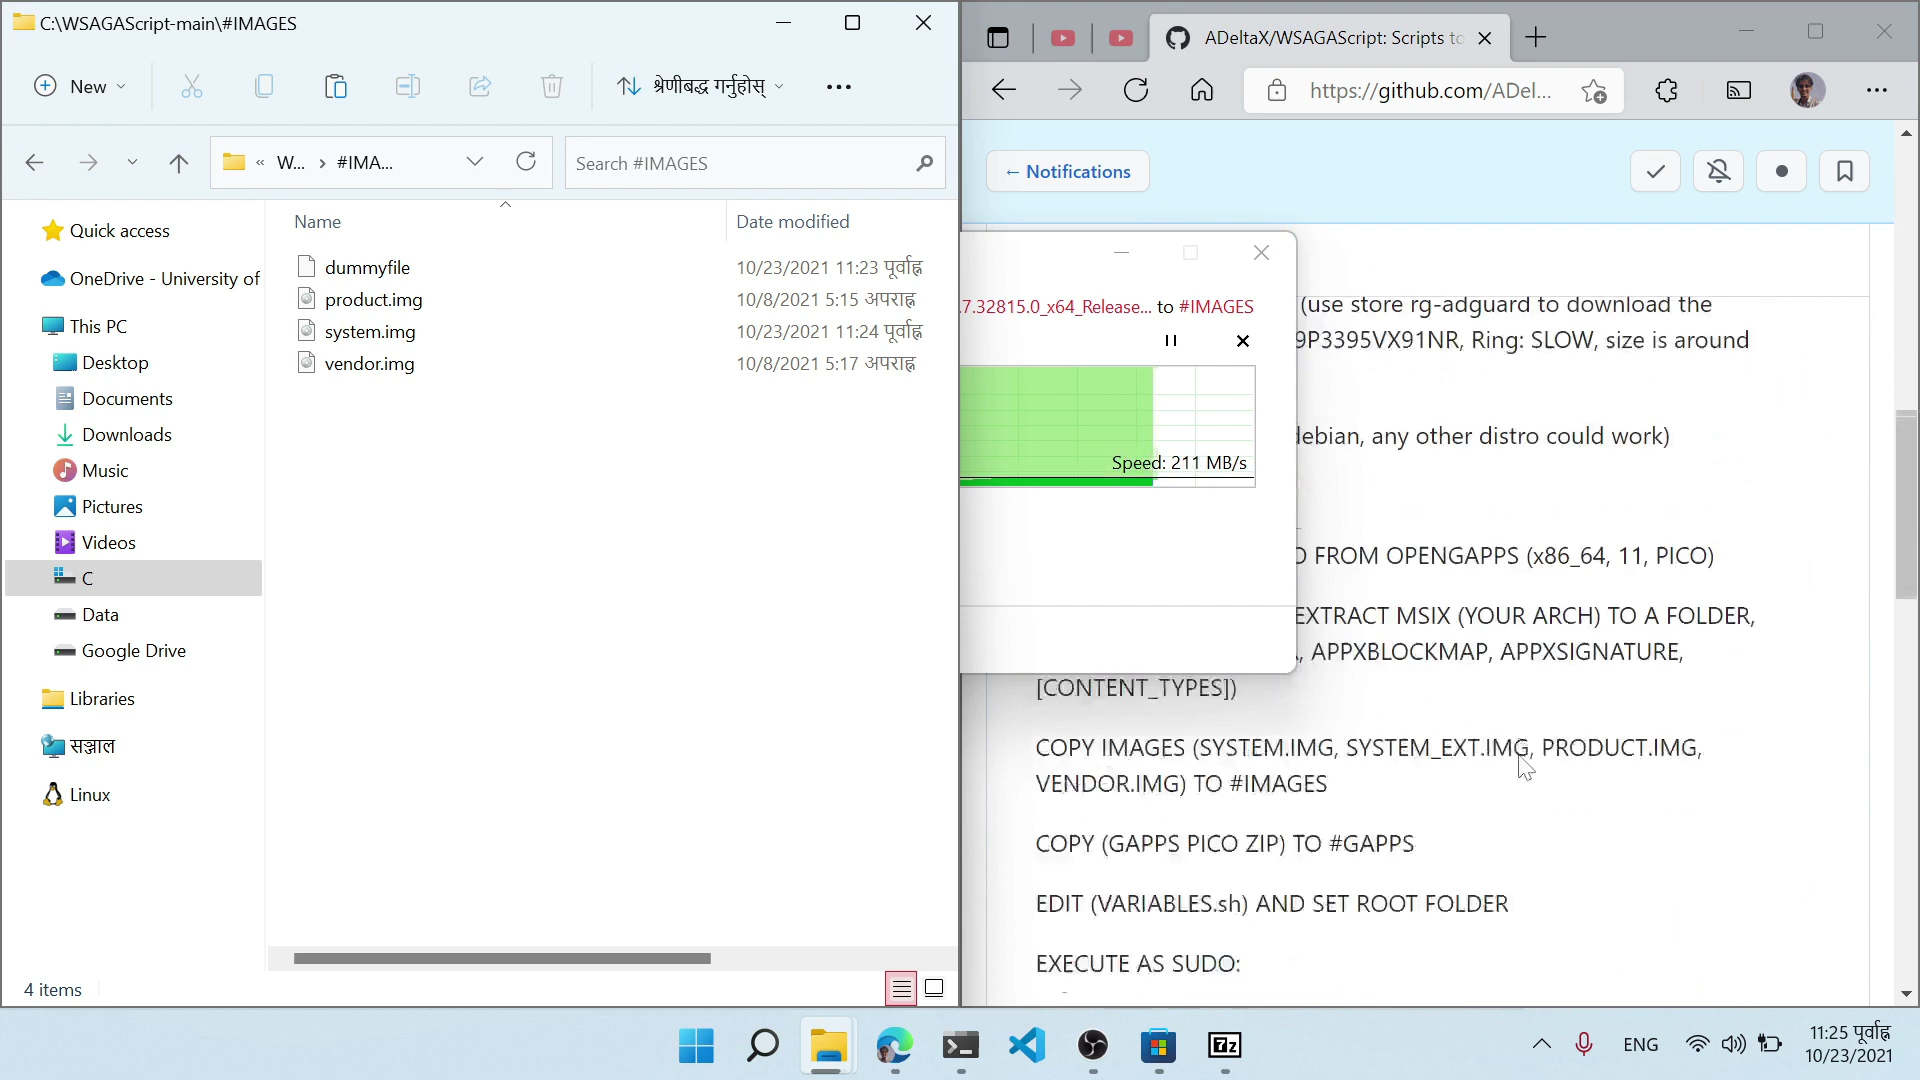 C:\WSAGAScript-main\#IMAGES
New
श्रेणीबद्ध गर्नुहोस्
« W... › #IMA...
Search #IMAGES
Name
Date modified
Quick access
OneDrive - University of
This PC
Desktop
Documents
Downloads
Music
Pictures
Videos
C
Data
Google Drive
Libraries
सञ्जाल
Linux
dummyfile
10/23/2021 11:23 पूर्वाह्न
product.img
10/8/2021 5:15 अपराह्न
system.img
10/23/2021 11:24 पूर्वाह्न
vendor.img
10/8/2021 5:17 अपराह्न
4 items
ADeltaX/WSAGAScript: Scripts to
https://github.com/ADel...
← Notifications
.7.32815.0_x64_Release... to #IMAGES
Speed: 211 MB/s
(use store rg-adguard to download the
9P3395VX91NR, Ring: SLOW, size is around
debian, any other distro could work)
D FROM OPENGAPPS (x86_64, 11, PICO)
EXTRACT MSIX (YOUR ARCH) TO A FOLDER,
, APPXBLOCKMAP, APPXSIGNATURE,
[CONTENT_TYPES])
COPY IMAGES (SYSTEM.IMG, SYSTEM_EXT.IMG, PRODUCT.IMG,
VENDOR.IMG) TO #IMAGES
COPY (GAPPS PICO ZIP) TO #GAPPS
EDIT (VARIABLES.sh) AND SET ROOT FOLDER
EXECUTE AS SUDO:
7z
ENG
11:25 पूर्वाह्न
10/23/2021